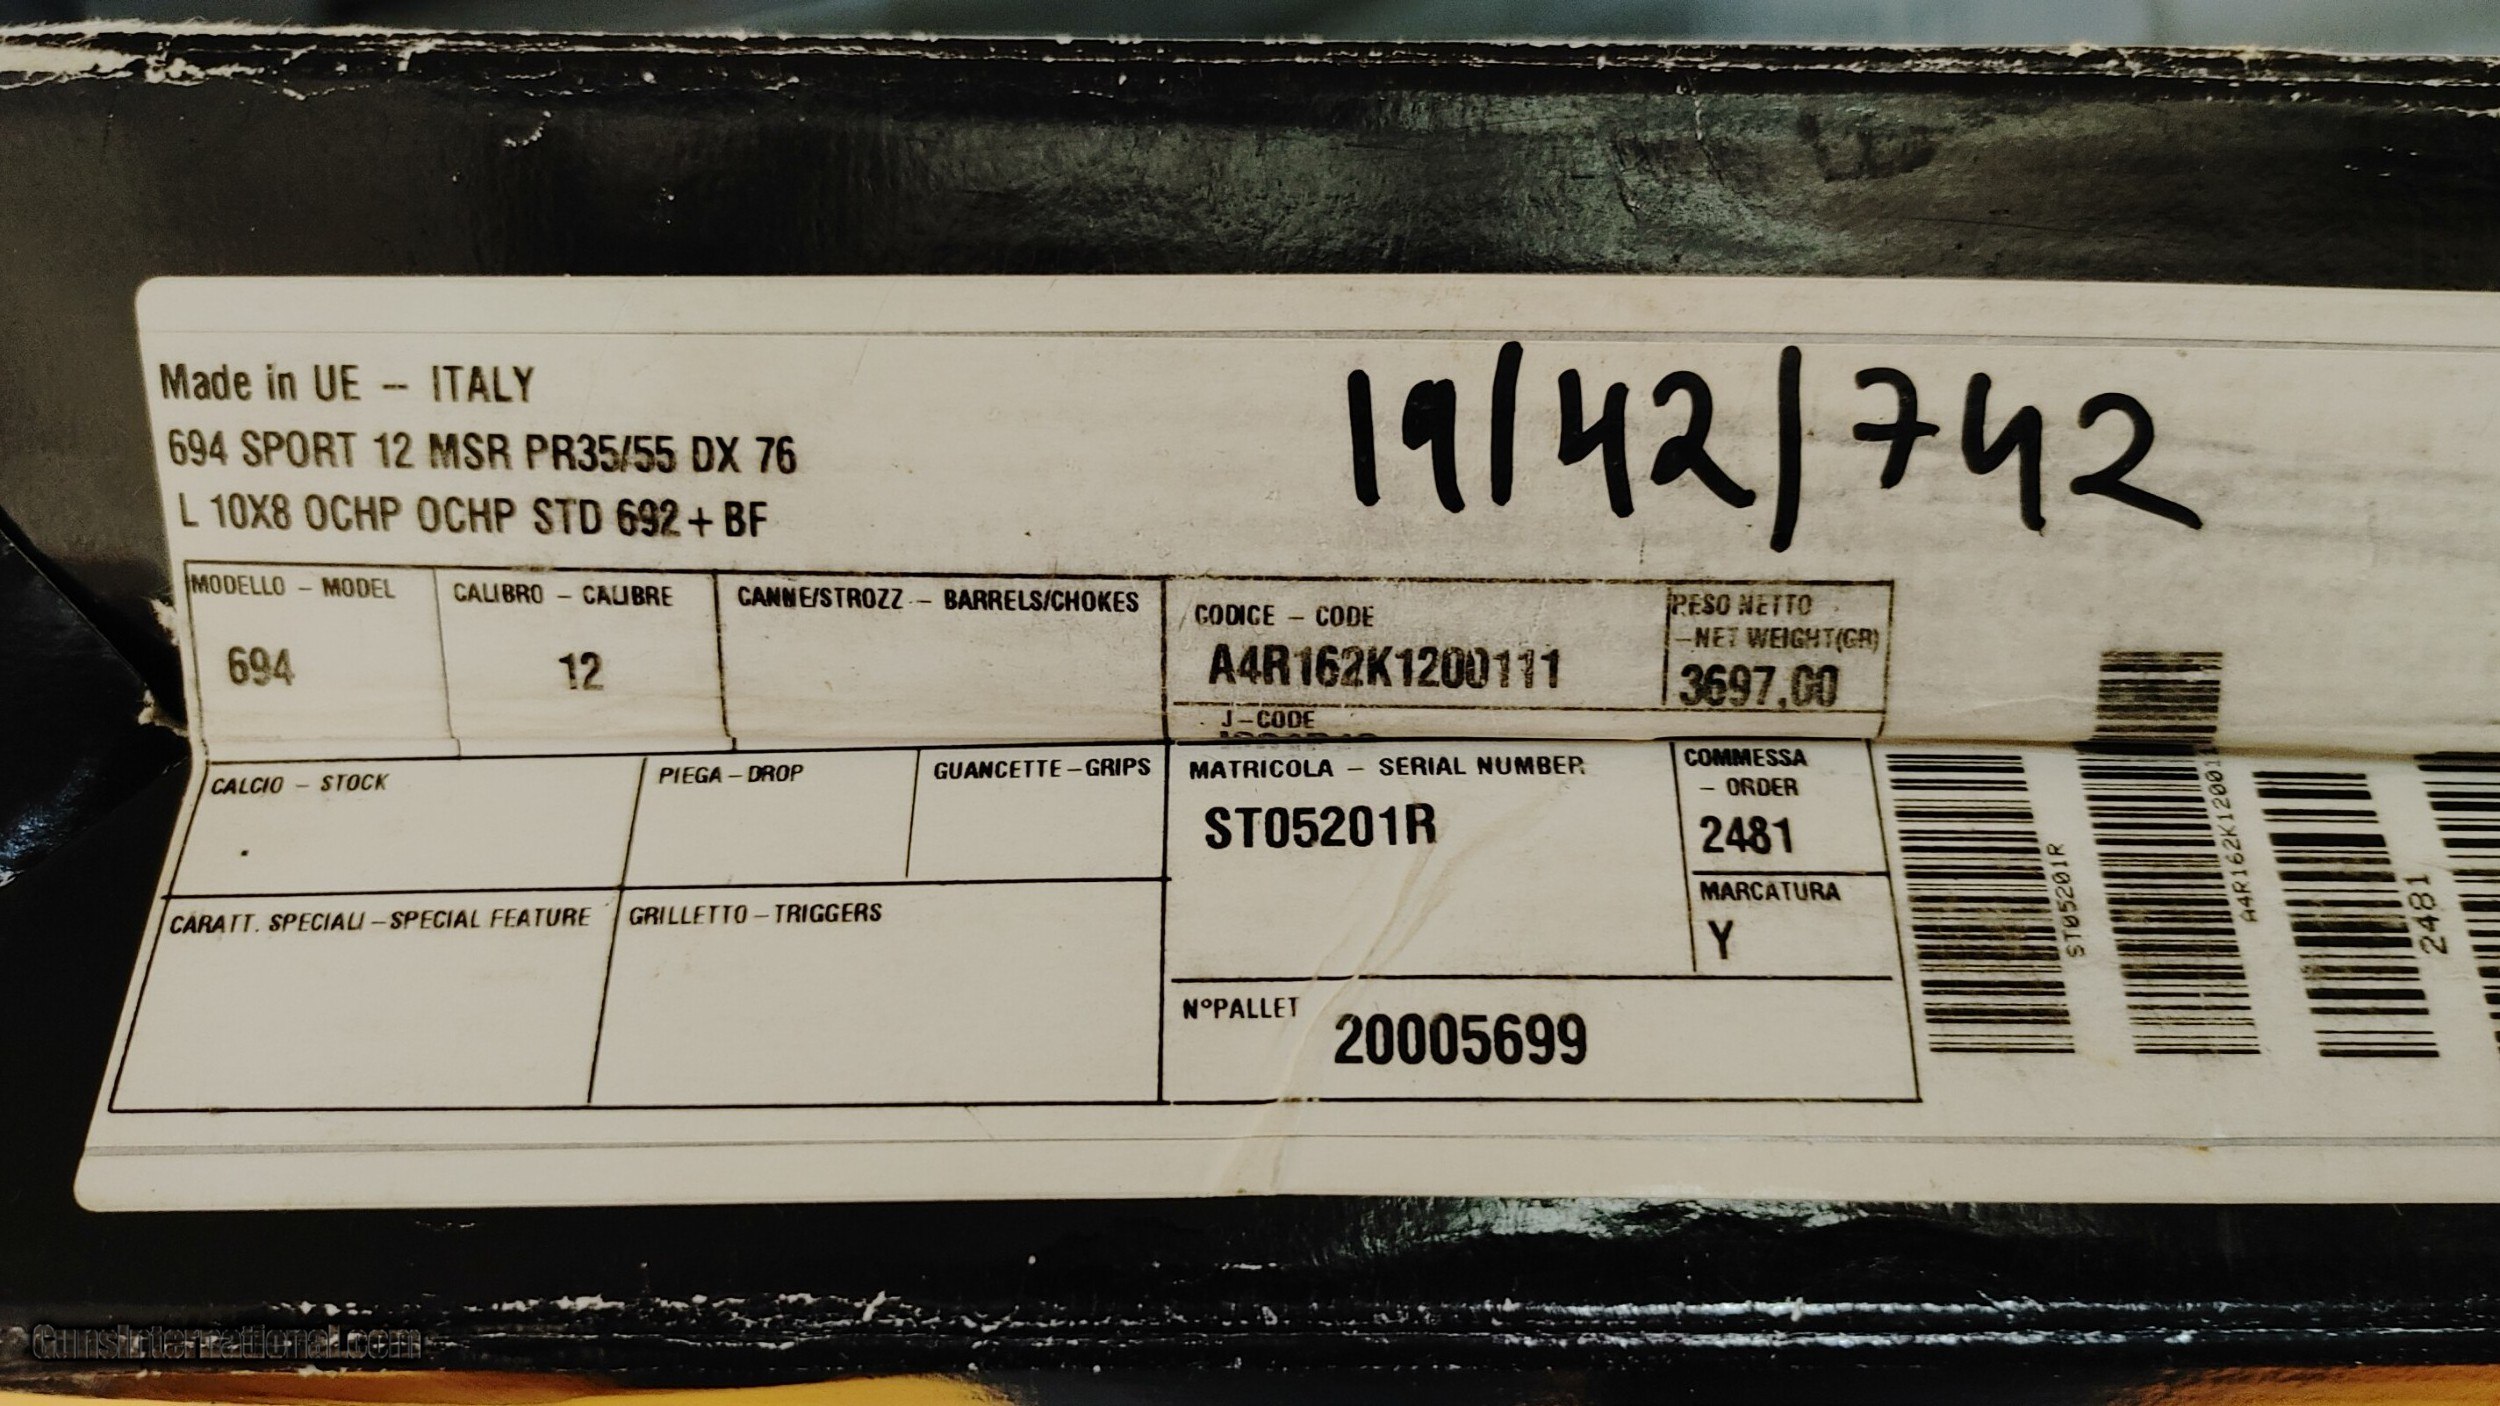 Made in UE – ITALY
19/42/742
694 SPORT 12 MSR PR35/55 DX 76
L 10X8 OCHP OCHP STD 692+ BF
MODELLO – MODEL
694
CALIBRO – CALIBRE
12
CANNE/STROZZ. – BARRELS/CHOKES
CODICE – CODE
A4R162K1200111
PESO NETTO
–NET WEIGHT(GR)
3697,00
J–CODE
CALCIO – STOCK
.
PIEGA – DROP
GUANCETTE – GRIPS
MATRICOLA – SERIAL NUMBER
ST05201R
COMMESSA
– ORDER
2481
MARCATURA
Y
CARATT. SPECIALI – SPECIAL FEATURE
GRILLETTO – TRIGGERS
N°PALLET
20005699
ST05201R
2481
GunsInternational.com